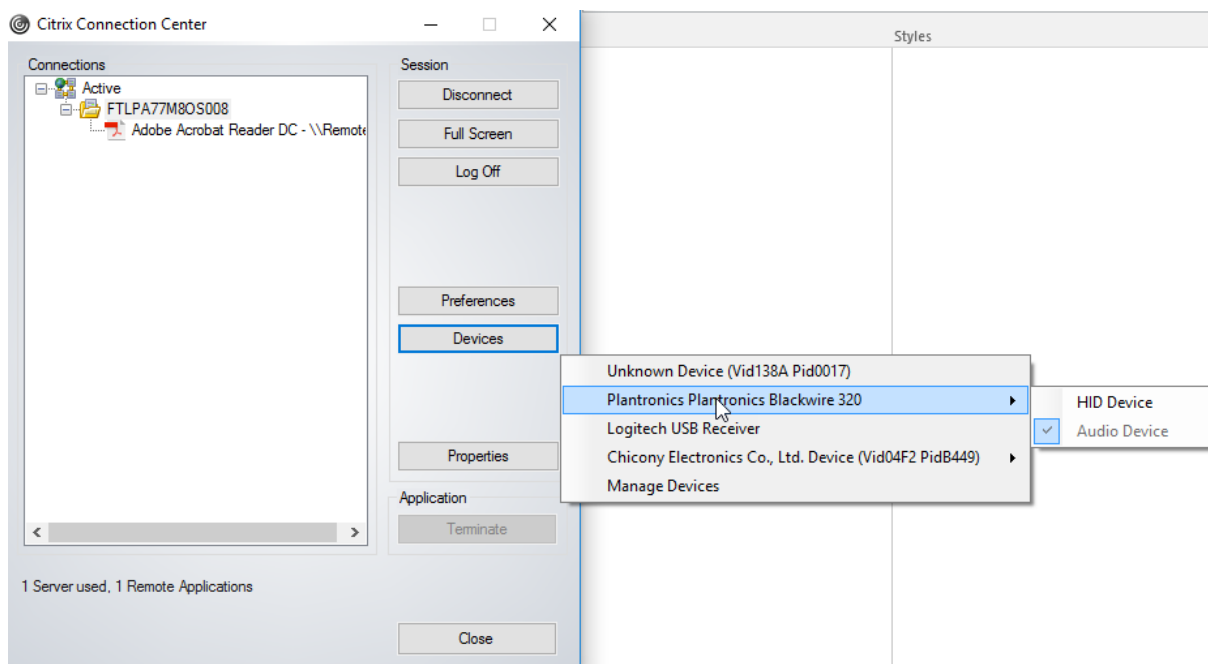 Citrix Connection Center
Styles
Connections
Active
FTLPA77M8OS008
Adobe Acrobat Reader DC - \\Remote
Session
Disconnect
Full Screen
Log Off
Preferences
Devices
Properties
Application
Terminate
Unknown Device (Vid138A Pid0017)
Plantronics Plantronics Blackwire 320
Logitech USB Receiver
Chicony Electronics Co., Ltd. Device (Vid04F2 PidB449)
Manage Devices
HID Device
Audio Device
1 Server used, 1 Remote Applications
Close